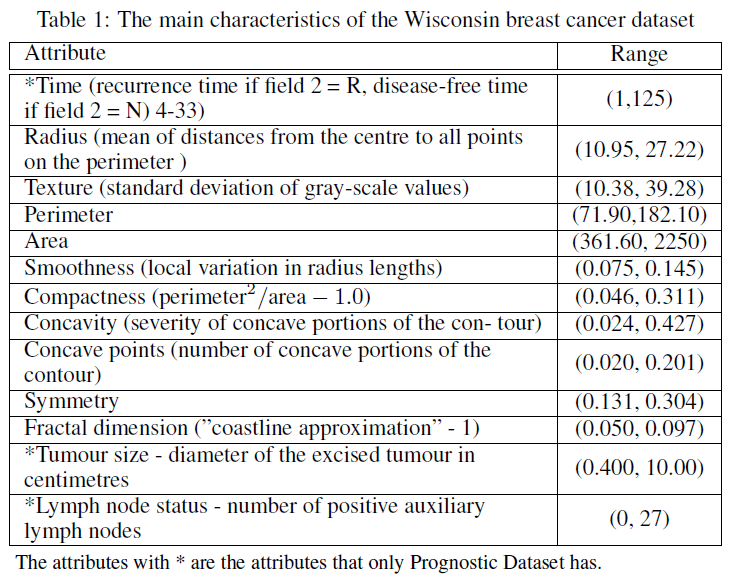 Table 1: The main characteristics of the Wisconsin breast cancer dataset
Attribute Range
*Time (recurrence time if field 2 = R, disease-free time
if field 2 = N) 4-33) (1,125)
Radius (mean of distances from the centre to all points
on the perimeter ) (10.95, 27.22)
Texture (standard deviation of gray-scale values) (10.38, 39.28)
Perimeter (71.90,182.10)
Area (361.60, 2250)
Smoothness (local variation in radius lengths) (0.075, 0.145)
Compactness (perimeter²/area − 1.0) (0.046, 0.311)
Concavity (severity of concave portions of the con- tour) (0.024, 0.427)
Concave points (number of concave portions of the
contour) (0.020, 0.201)
Symmetry (0.131, 0.304)
Fractal dimension (”coastline approximation” - 1) (0.050, 0.097)
*Tumour size - diameter of the excised tumour in
centimetres (0.400, 10.00)
*Lymph node status - number of positive auxiliary
lymph nodes (0, 27)
The attributes with * are the attributes that only Prognostic Dataset has.